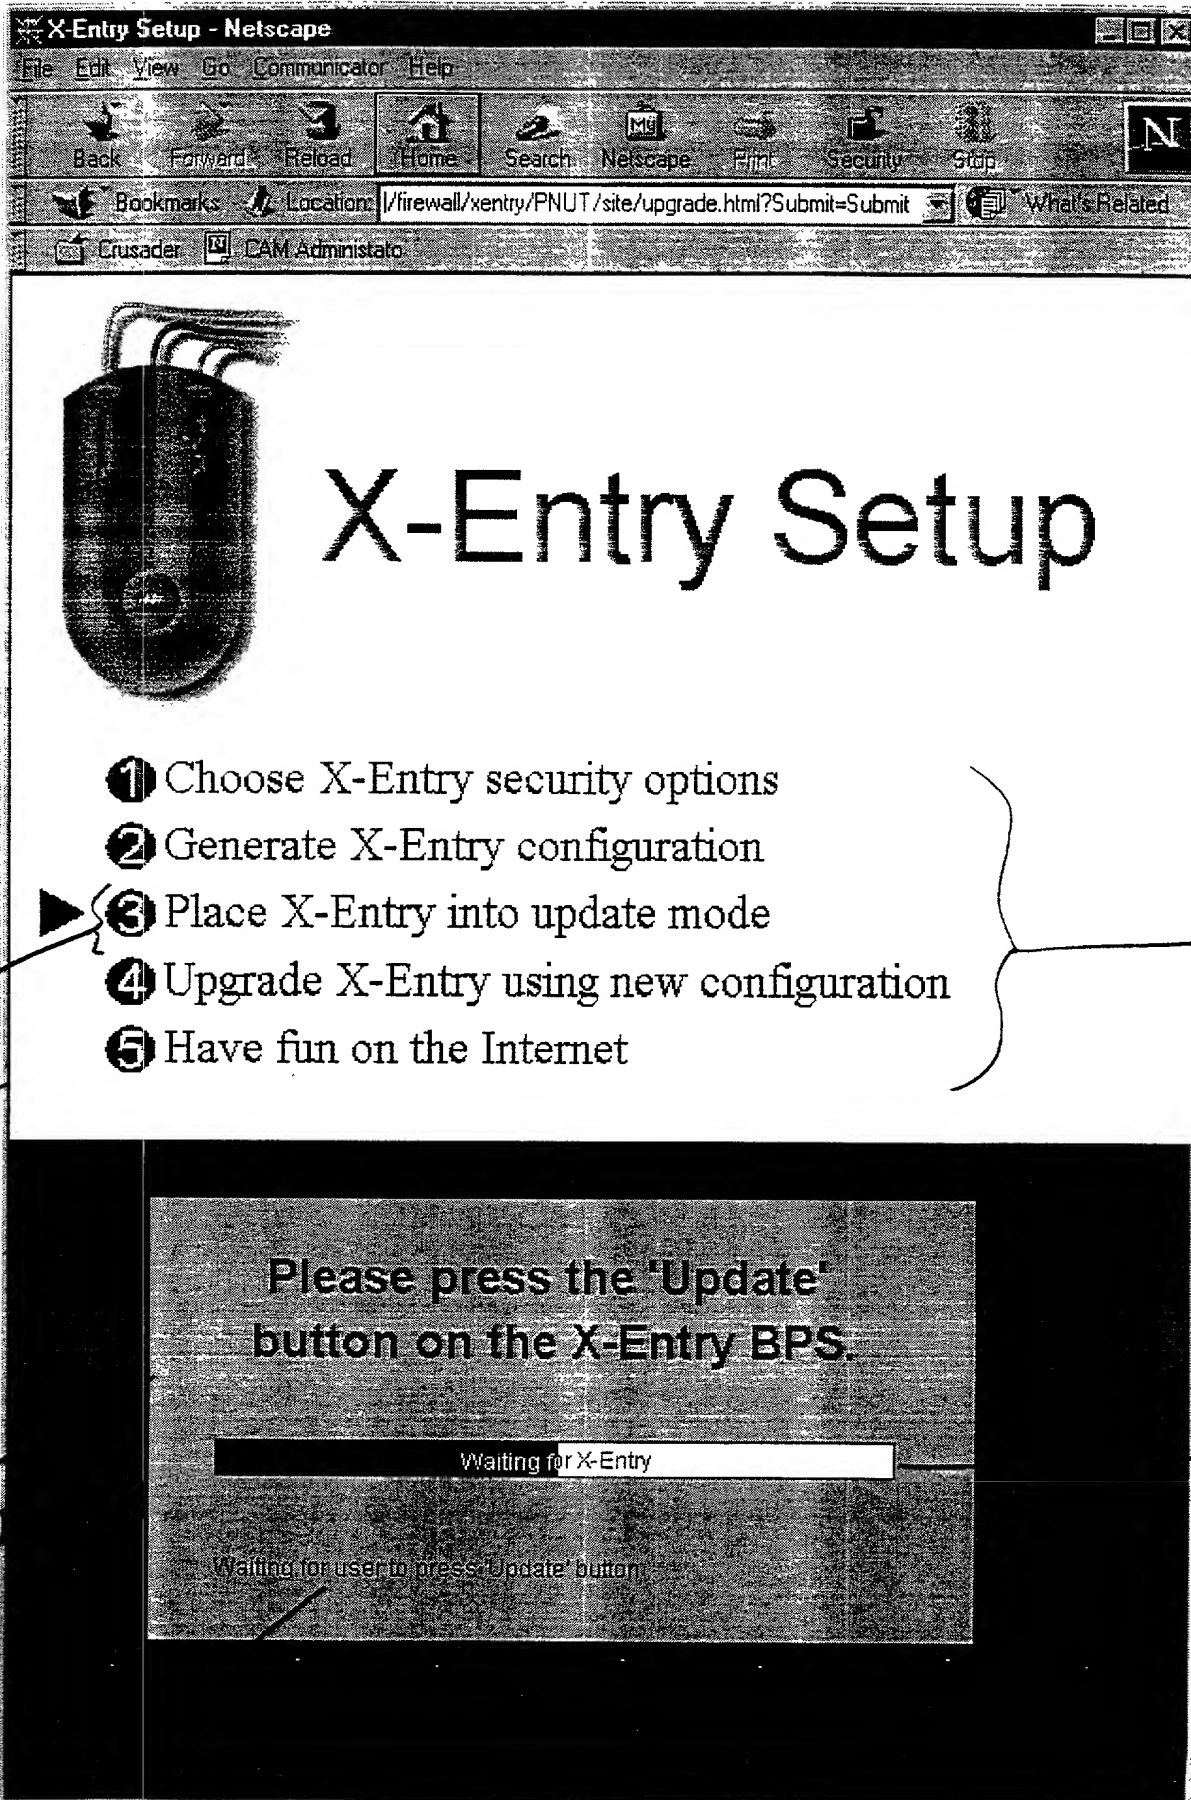 X-Entry Setup - Netscape
File Edit View Go Communicator Help
Back Forward Reload Home Search Netscape Print Security Stop
N
Bookmarks Location: l/firewall/xentry/PNUT/site/upgrade.html?Submit=Submit What's Related
Crusader CAM Administato
X-Entry Setup
1 Choose X-Entry security options
2 Generate X-Entry configuration
3 Place X-Entry into update mode
4 Upgrade X-Entry using new configuration
5 Have fun on the Internet
Please press the 'Update'
button on the X-Entry BPS.
Waiting for X-Entry
Waiting for user to press 'Update' button